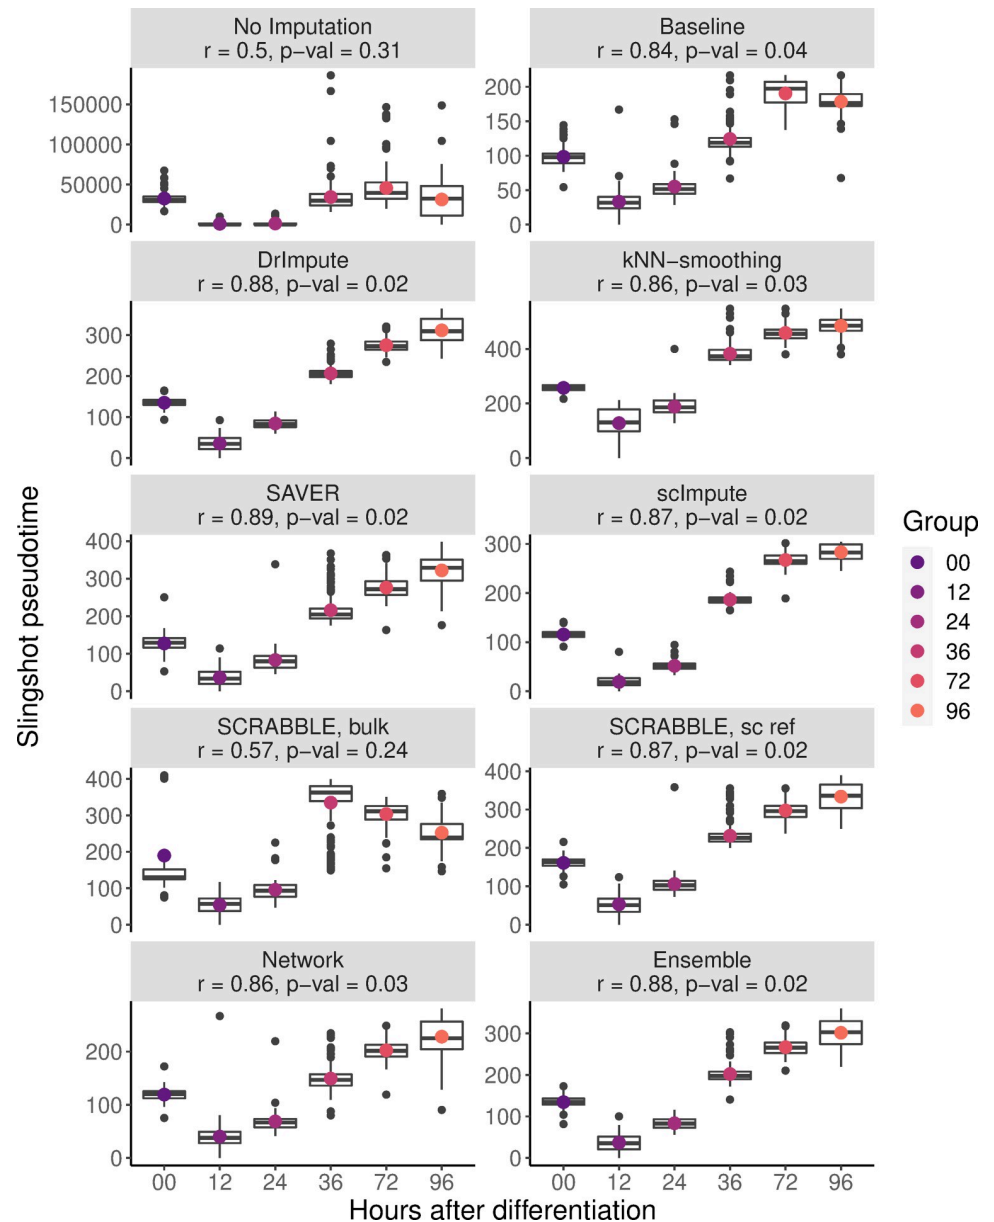 No Imputation
r = 0.5, p−val = 0.31
Baseline
r = 0.84, p−val = 0.04
150000
100000
50000
0
200
150
100
50
0
DrImpute
r = 0.88, p−val = 0.02
kNN−smoothing
r = 0.86, p−val = 0.03
300
200
100
0
400
200
0
SAVER
r = 0.89, p−val = 0.02
scImpute
r = 0.87, p−val = 0.02
400
300
200
100
0
300
200
100
0
SCRABBLE, bulk
r = 0.57, p−val = 0.24
SCRABBLE, sc ref
r = 0.87, p−val = 0.02
400
300
200
100
0
400
300
200
100
0
Network
r = 0.86, p−val = 0.03
Ensemble
r = 0.88, p−val = 0.02
200
100
0
300
200
100
0
00 12 24 36 72 96
00 12 24 36 72 96
Hours after differentiation
Slingshot pseudotime
Group
00
12
24
36
72
96